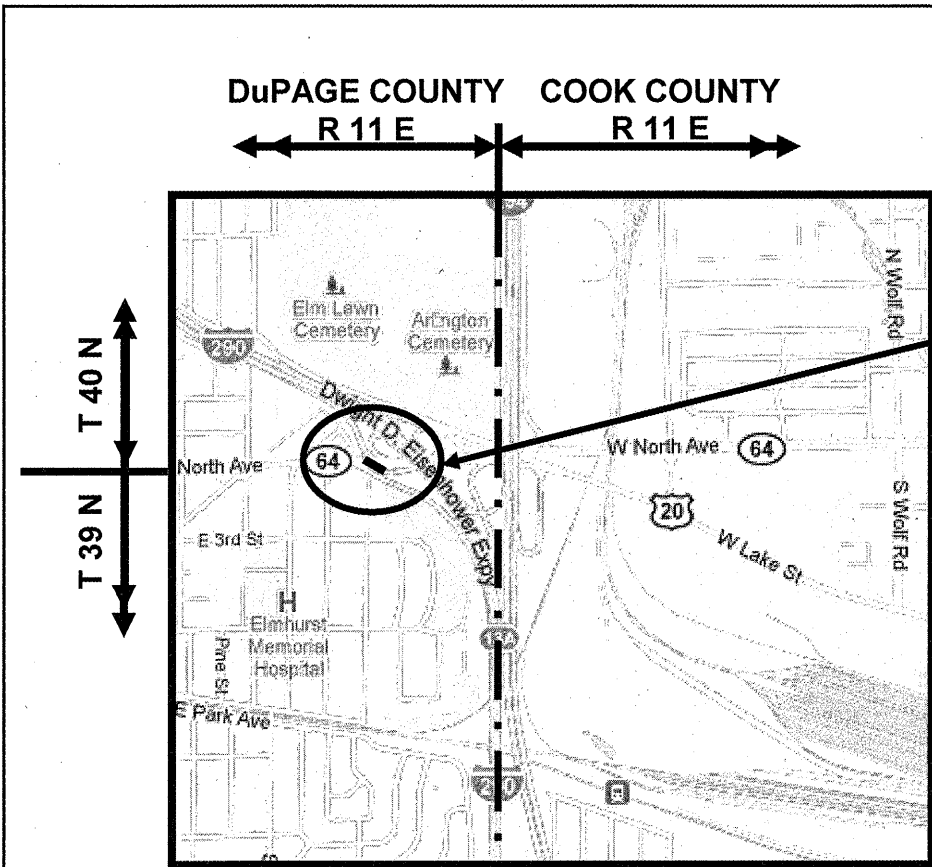 DuPAGE COUNTY COOK COUNTY
R 11 E R 11 E
T 40 N
T 39 N
Elm Lawn
Cemetery
Arlington
Cemetery
290
N Wolf Rd
Dwight D. Eisenhower Expy
North Ave
64
W North Ave
64
20
S Wolf Rd
E 3rd St
W Lake St
H
Elmhurst
Memorial
Hospital
Pine St
E Park Ave